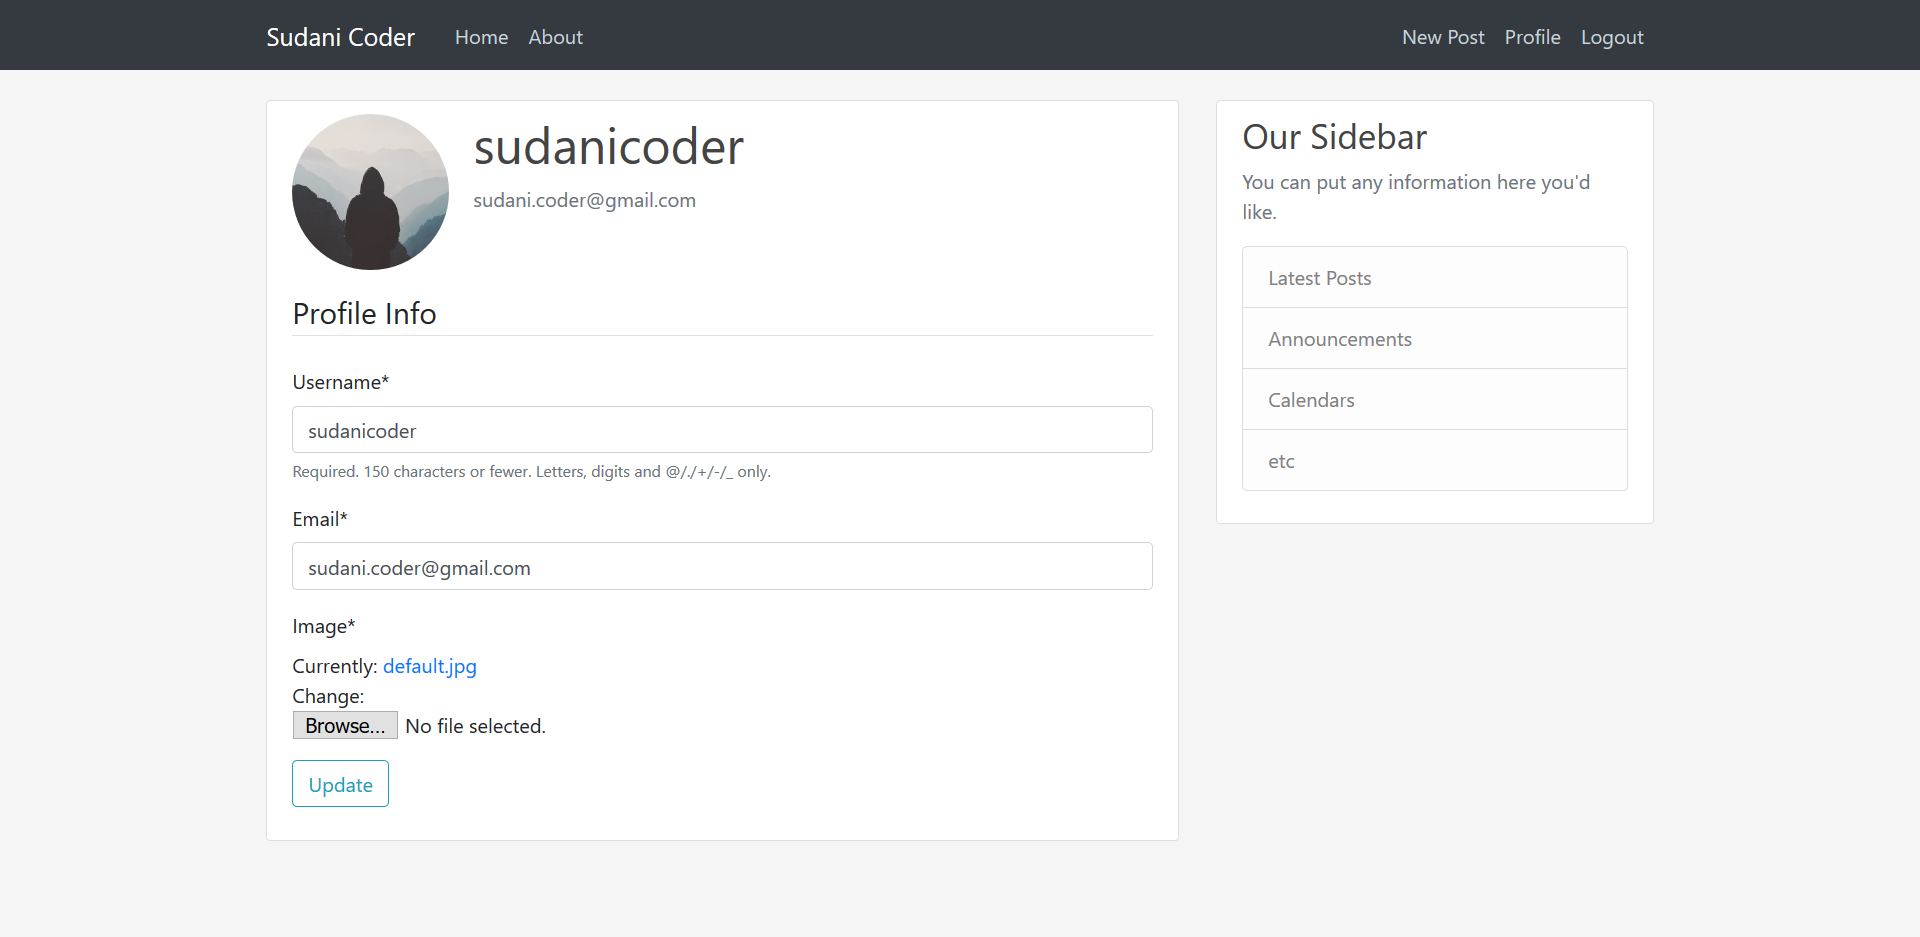 Sudani Coder Home About New Post Profile Logout
sudanicoder
sudani.coder@gmail.com
Profile Info
Username*
sudanicoder
Required. 150 characters or fewer. Letters, digits and @/./+/-/_ only.
Email*
sudani.coder@gmail.com
Image*
Currently: default.jpg
Change:
Browse... No file selected.
Update
Our Sidebar
You can put any information here you'd
like.
Latest Posts
Announcements
Calendars
etc